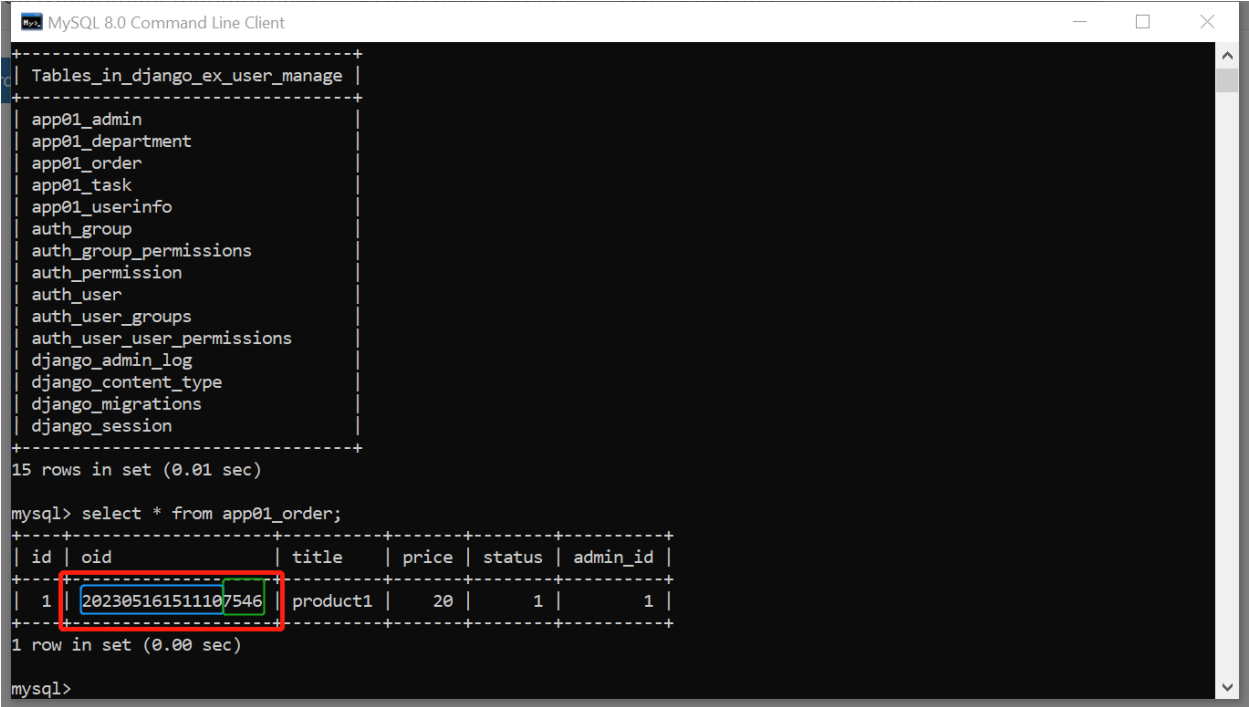 MySQL 8.0 Command Line Client
+---------------------------------+
| Tables_in_django_ex_user_manage |
+---------------------------------+
| app01_admin                     |
| app01_department                |
| app01_order                     |
| app01_task                      |
| app01_userinfo                  |
| auth_group                      |
| auth_group_permissions          |
| auth_permission                 |
| auth_user                       |
| auth_user_groups                |
| auth_user_user_permissions      |
| django_admin_log                |
| django_content_type             |
| django_migrations               |
| django_session                  |
+---------------------------------+
15 rows in set (0.01 sec)
mysql> select * from app01_order;
+----+--------------------+----------+-------+--------+----------+
| id | oid                | title    | price | status | admin_id |
+----+--------------------+----------+-------+--------+----------+
|  1 | 202305161511107546 | product1 |    20 |      1 |        1 |
+----+--------------------+----------+-------+--------+----------+
1 row in set (0.00 sec)
mysql>